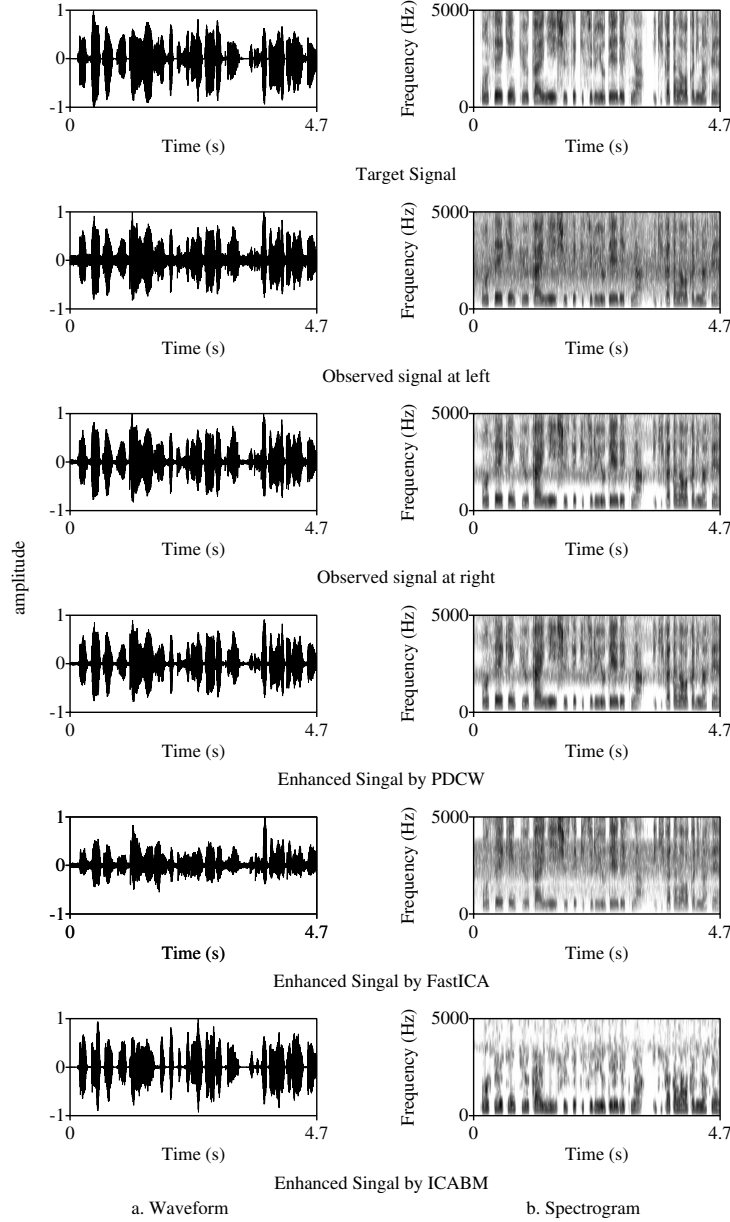 1
0
-1
0
4.7
Time (s)
Frequency (Hz)
5000
0
0
4.7
Time (s)
Target Signal
1
0
-1
0
4.7
Time (s)
Frequency (Hz)
5000
0
0
4.7
Time (s)
Observed signal at left
1
0
-1
0
4.7
Time (s)
Frequency (Hz)
5000
0
0
4.7
Time (s)
Observed signal at right
amplitude
1
0
-1
0
4.7
Time (s)
Frequency (Hz)
5000
0
0
4.7
Time (s)
Enhanced Singal by PDCW
1
0
-1
0
4.7
Time (s)
Frequency (Hz)
5000
0
0
4.7
Time (s)
Enhanced Singal by FastICA
1
0
-1
0
4.7
Time (s)
Frequency (Hz)
5000
0
0
4.7
Time (s)
Enhanced Singal by ICABM
a. Waveform
b. Spectrogram